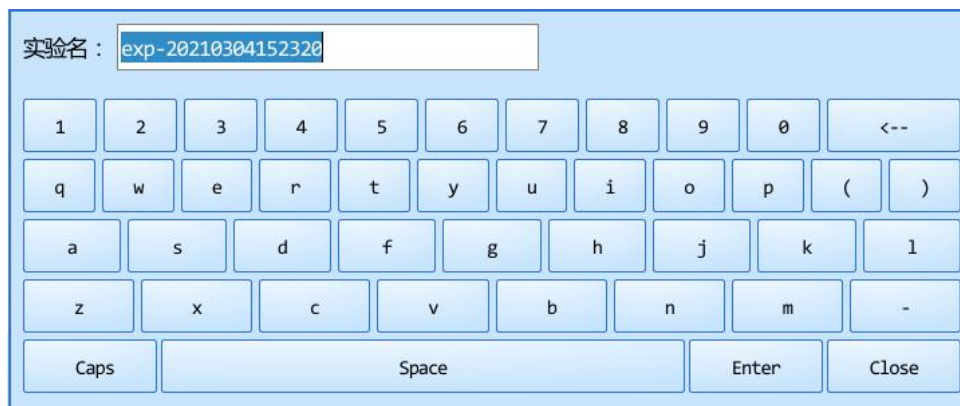 实验名： exp-20210304152320
1 2 3 4 5 6 7 8 9 0 <--
q w e r t y u i o p ( )
a s d f g h j k l
z x c v b n m -
Caps Space Enter Close